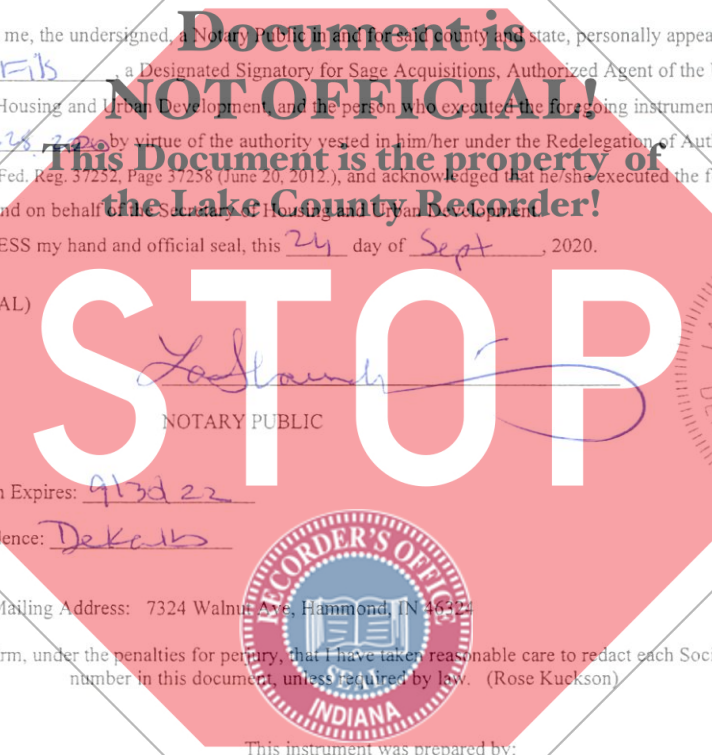 Document is
me, the undersigned, a Notary Public in and for said county and state, personally appea
, a Designated Signatory for Sage Acquisitions, Authorized Agent of the
NOT OFFICIAL!
Housing and Urban Development, and the person who executed the foregoing instrumen
by virtue of the authority vested in him/her under the Redelegation of Aut
This Document is the property of
Fed. Reg. 37252, Page 37258 (June 20, 2012.), and acknowledged that he/she executed the f
the Lake County Recorder!
nd on behalf of the Secretary of Housing and Urban Development.
ESS my hand and official seal, this 24 day of Sept, 2020.
AL)
STOP
NOTARY PUBLIC
n Expires: 9/30/22
dence: Dekalb
Mailing Address: 7324 Walnut Ave, Hammond, IN 46324
RECORDER'S OFFICE
rm, under the penalties for perjury, that I have taken reasonable care to redact each Soci
number in this document, unless required by law. (Rose Kuckson)
SEAL
INDIANA
This instrument was prepared by: